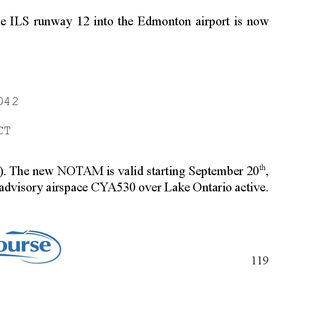 e ILS runway 12 into the Edmonton airport is now
042
CT
). The new NOTAM is valid starting September 20th,
advisory airspace CYA530 over Lake Ontario active.
ourse
119